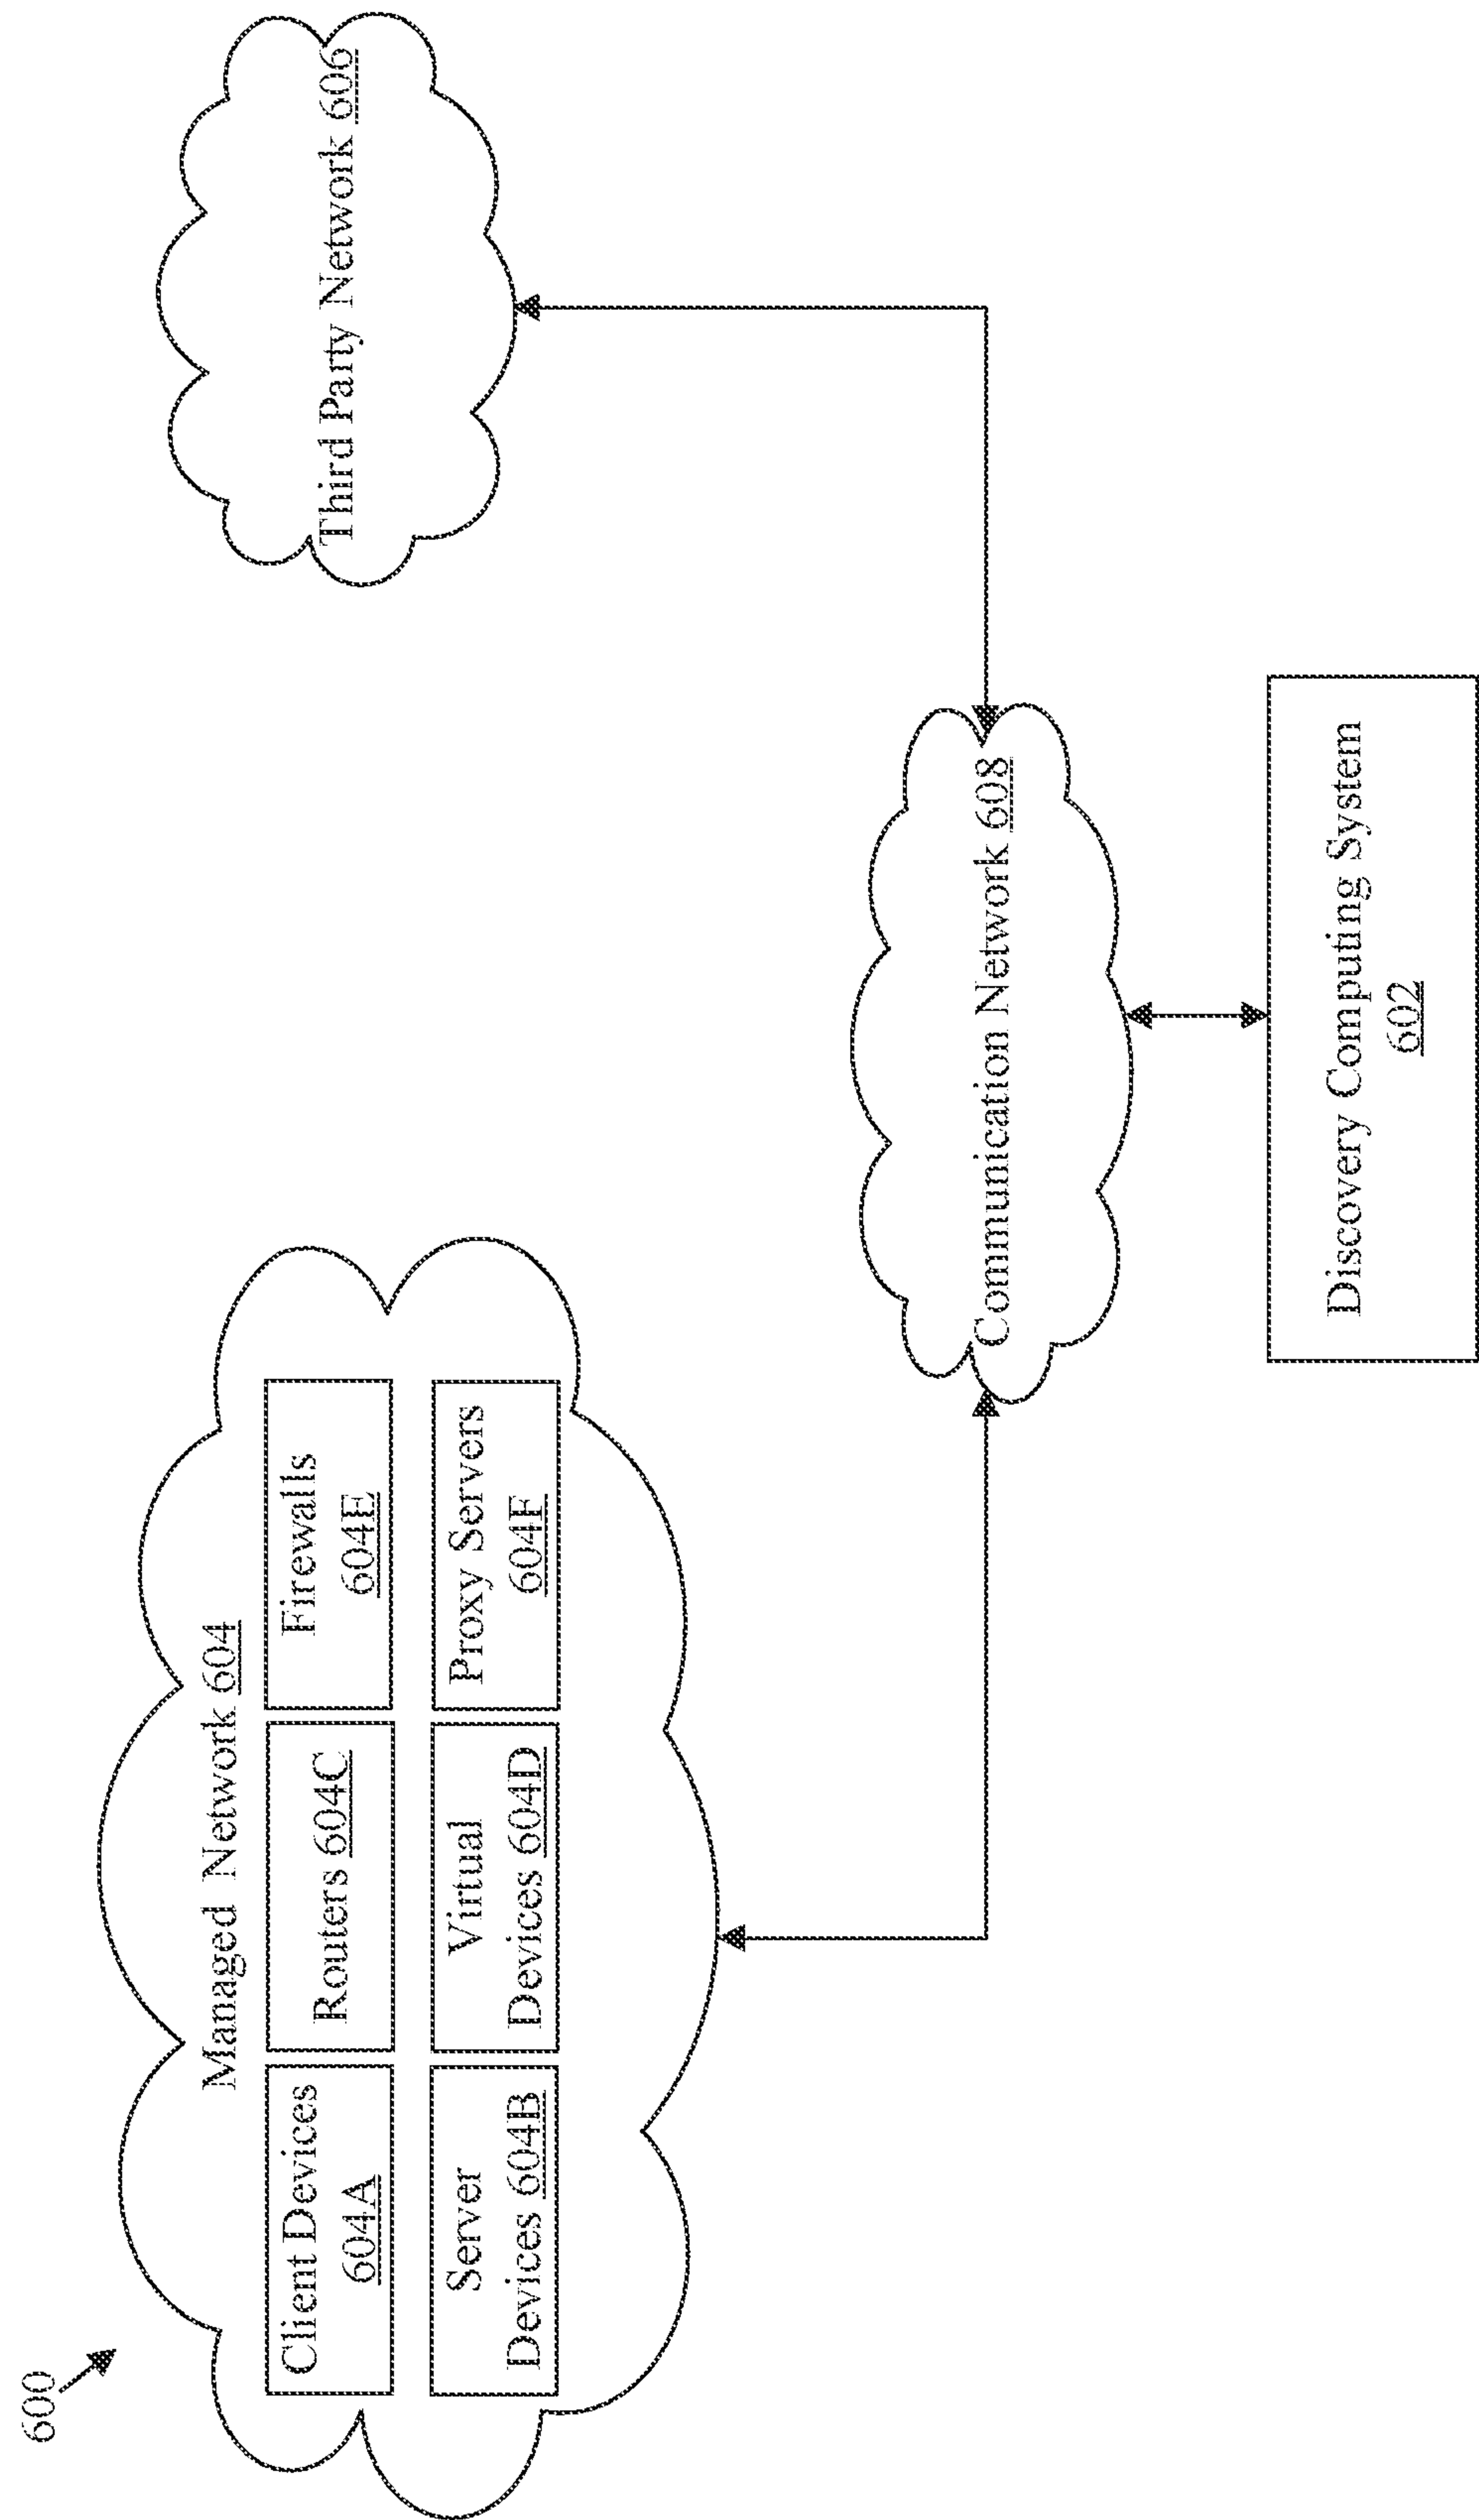 600
Managed Network 604
Client Devices
604A
Routers 604C
Firewalls
604E
Server
Devices 604B
Virtual
Devices 604D
Proxy Servers
604F
Third Party Network 606
Communication Network 608
Discovery Computing System
602